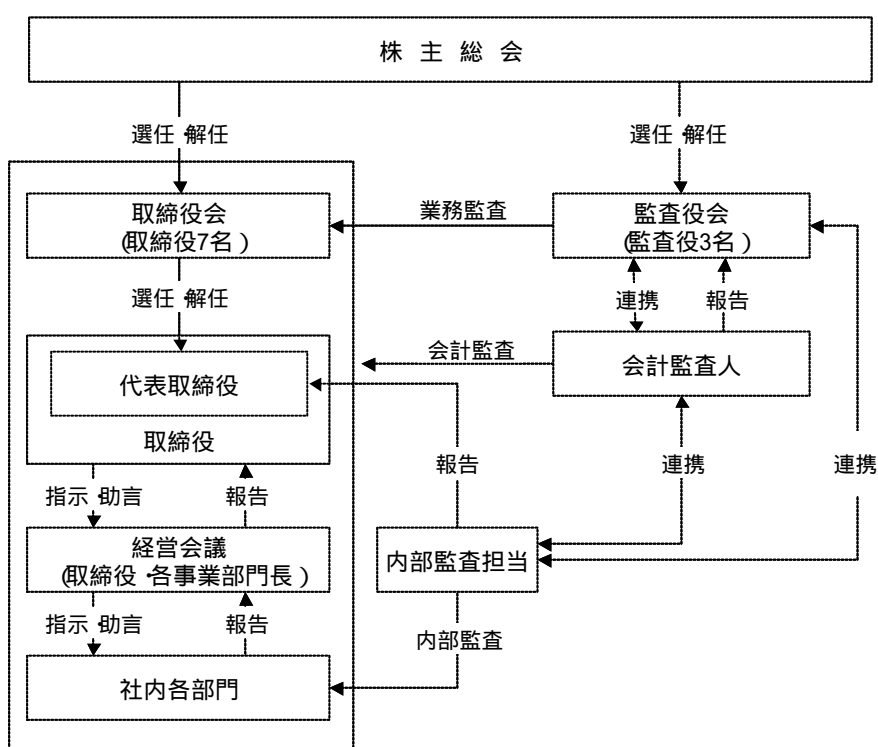 株 主 総 会
選任・解任
選任・解任
取締役会
(取締役7名)
業務監査
監査役会
(監査役3名)
選任・解任
連携
報告
代表取締役
取締役
会計監査
会計監査人
報告
連携
連携
指示・助言
報告
経営会議
(取締役・各事業部門長)
内部監査担当
指示・助言
報告
内部監査
社内各部門